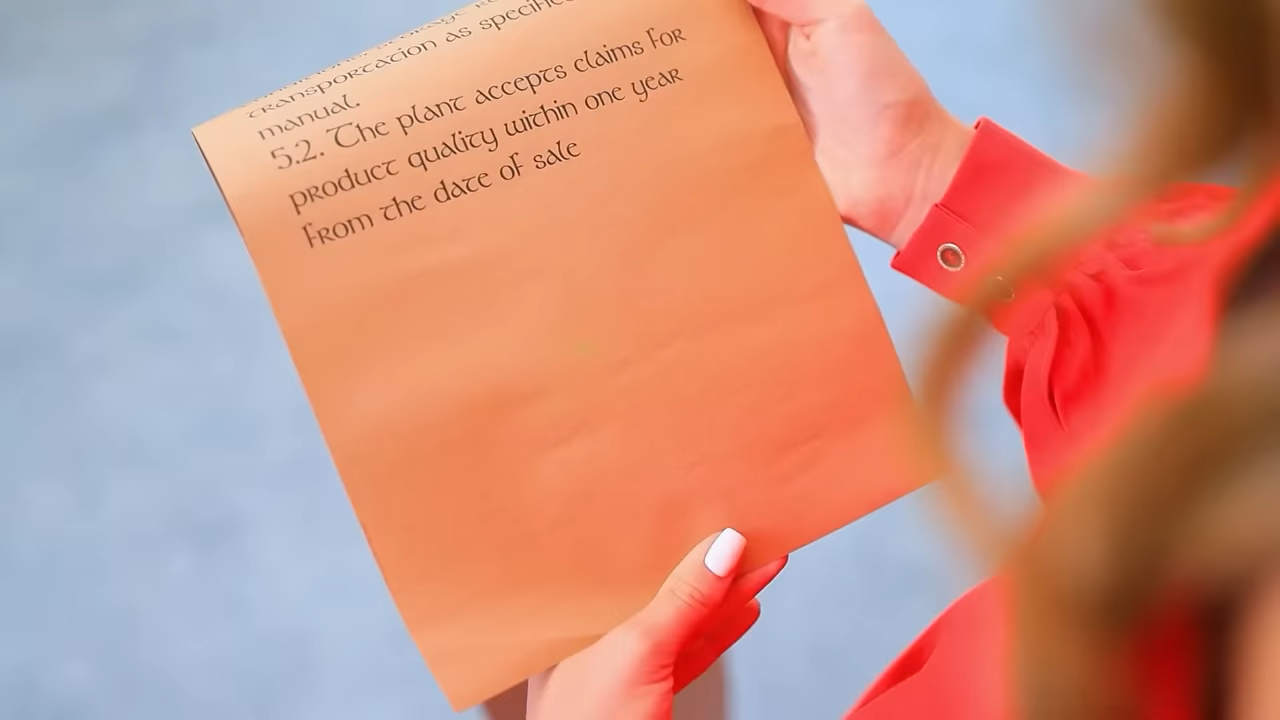 transportation as specified
manual.
5.2. The plant accepts claims for
product quality within one year
from the date of sale